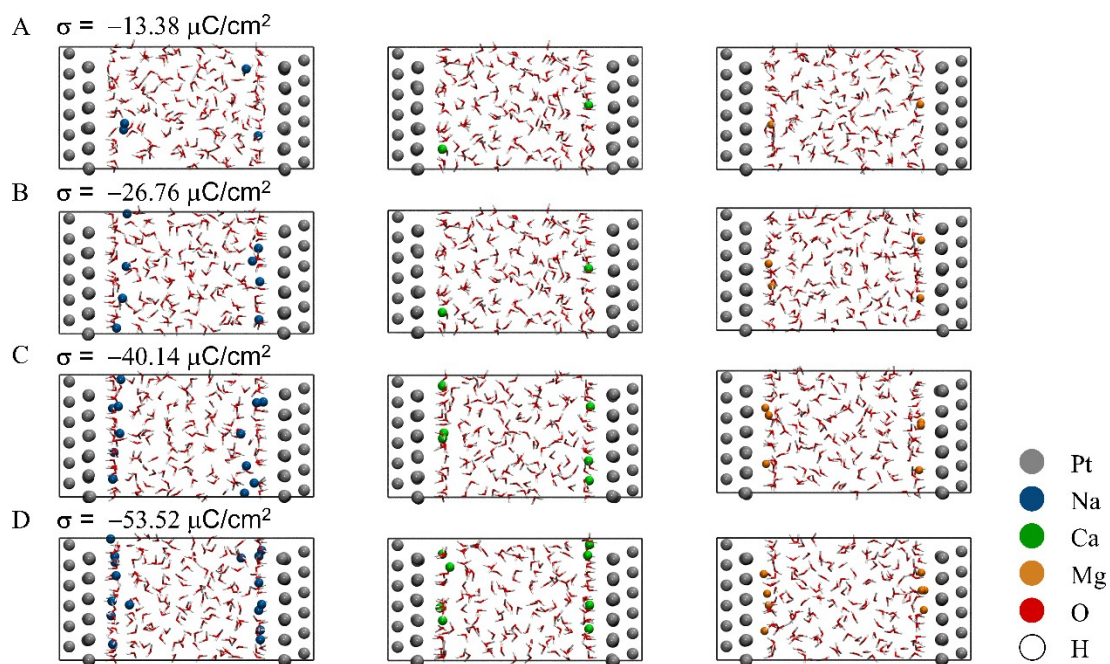 A σ = −13.38 μC/cm²
B σ = −26.76 μC/cm²
C σ = −40.14 μC/cm²
D σ = −53.52 μC/cm²
Pt
Na
Ca
Mg
O
H